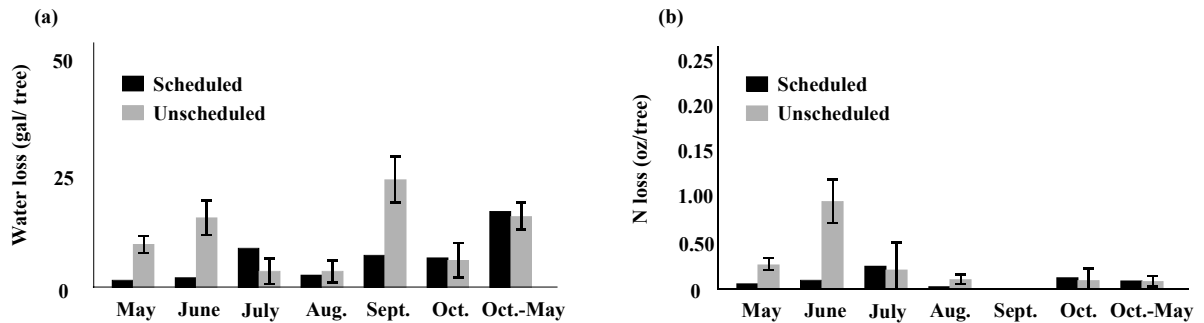 (a)
Water loss (gal/ tree)
50
25
0
Scheduled
Unscheduled
May June July Aug. Sept. Oct. Oct.-May
(b)
N loss (oz/tree)
0.25
0.20
0.15
1.00
0.50
0
Scheduled
Unscheduled
May June July Aug. Sept. Oct. Oct.-May